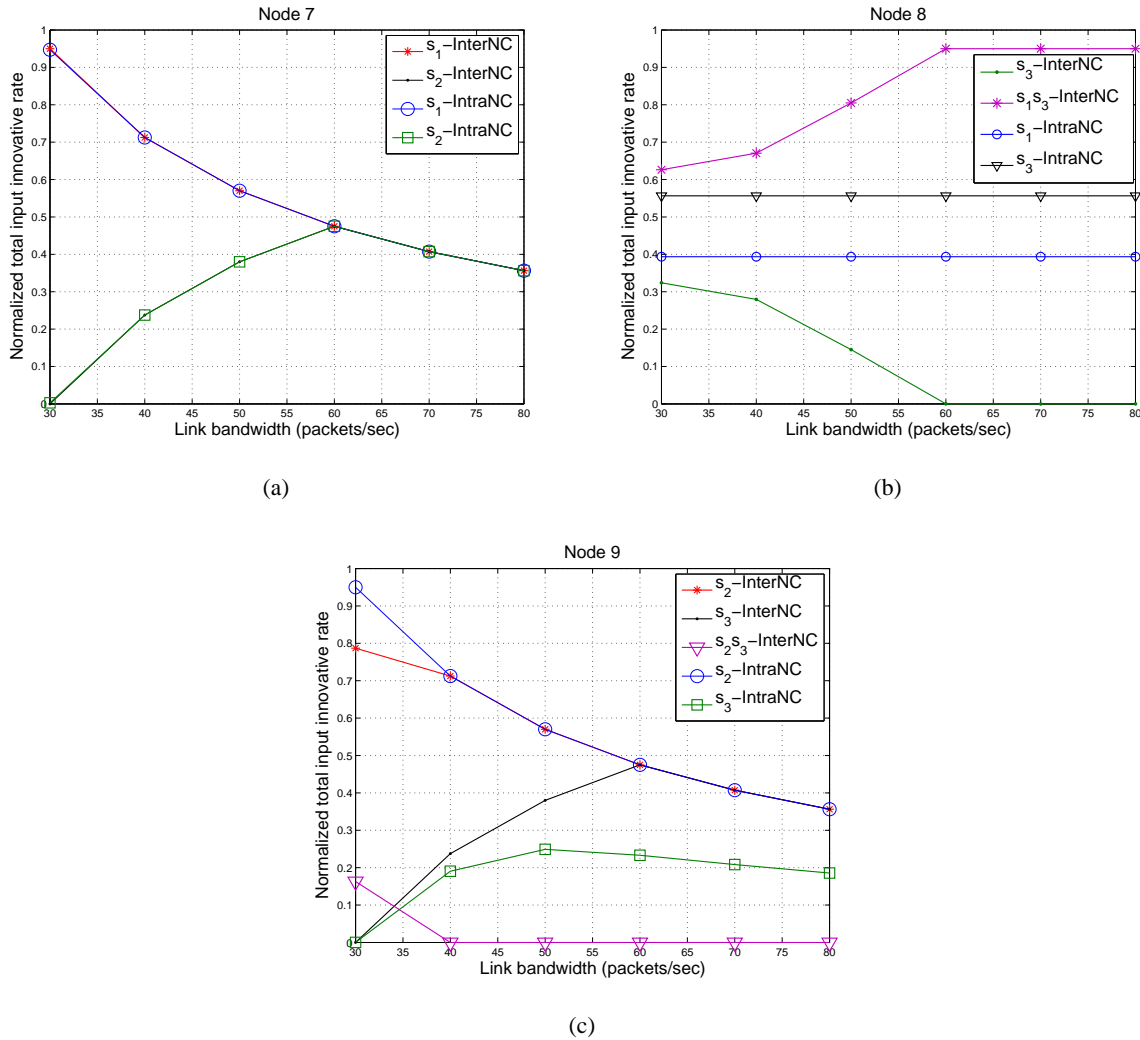 Node 7
Normalized total input innovative rate
1
0.9
0.8
0.7
0.6
0.5
0.4
0.3
0.2
0.1
0
30 35 40 45 50 55 60 65 70 75 80
Link bandwidth (packets/sec)
s1−InterNC
s2−InterNC
s1−IntraNC
s2−IntraNC
(a)
Node 8
Normalized total input innovative rate
1
0.9
0.8
0.7
0.6
0.5
0.4
0.3
0.2
0.1
0
30 35 40 45 50 55 60 65 70 75 80
Link bandwidth (packets/sec)
s3−InterNC
s1s3−InterNC
s1−IntraNC
s3−IntraNC
(b)
Node 9
Normalized total input innovative rate
1
0.9
0.8
0.7
0.6
0.5
0.4
0.3
0.2
0.1
0
30 35 40 45 50 55 60 65 70 75 80
Link bandwidth (packets/sec)
s2−InterNC
s3−InterNC
s2s3−InterNC
s2−IntraNC
s3−IntraNC
(c)